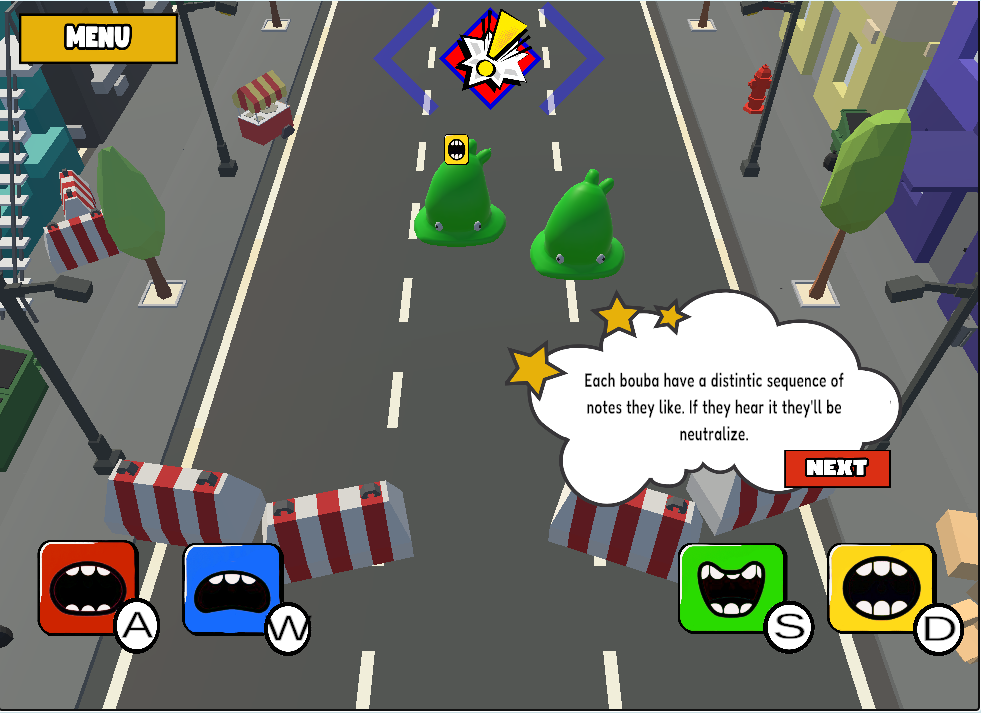 MENU
Each bouba have a distintic sequence of
notes they like. If they hear it they'll be
neutralize.
NEXT
A
W
S
D